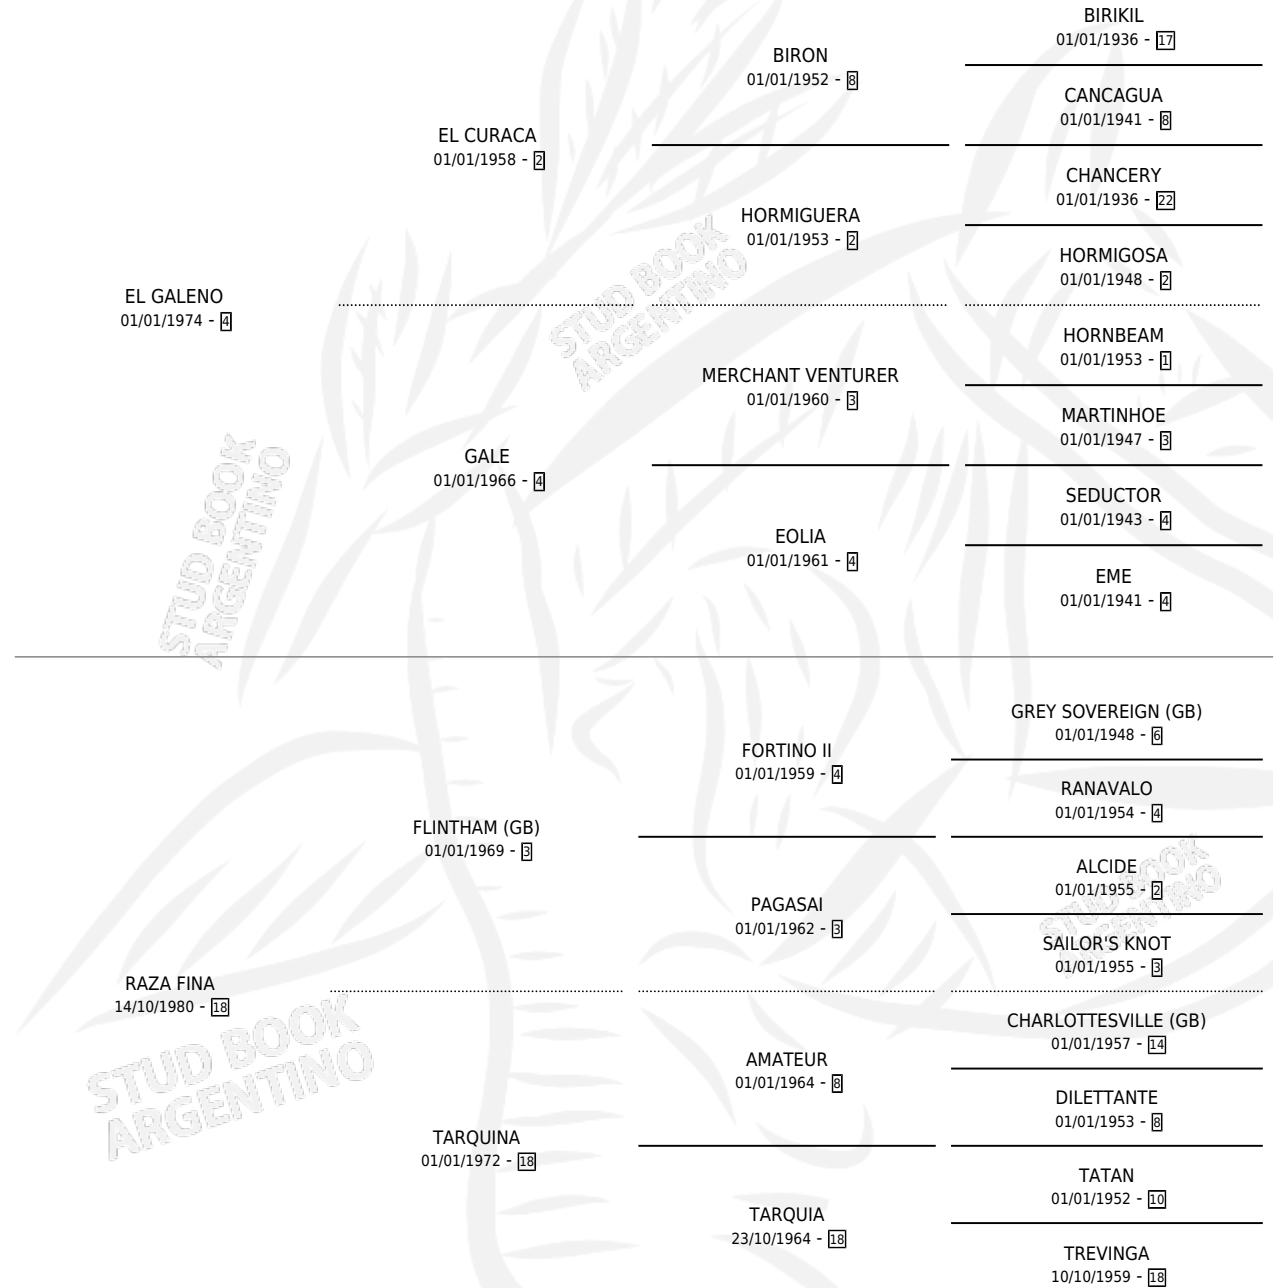 BIRIKIL
01/01/1936 - 17
BIRON
01/01/1952 - 8
CANCAGUA
01/01/1941 - 8
EL CURACA
01/01/1958 - 2
CHANCERY
01/01/1936 - 22
HORMIGUERA
01/01/1953 - 2
HORMIGOSA
01/01/1948 - 2
EL GALENO
01/01/1974 - 4
STUD BOOK
ARGENTINO
HORNBEAM
01/01/1953 - 1
MERCHANT VENTURER
01/01/1960 - 3
MARTINHOE
01/01/1947 - 3
GALE
01/01/1966 - 4
SEDUCTOR
01/01/1943 - 4
EOLIA
01/01/1961 - 4
EME
01/01/1941 - 4
STUD BOOK
ARGENTINO
GREY SOVEREIGN (GB)
01/01/1948 - 6
FORTINO II
01/01/1959 - 4
RANAVALO
01/01/1954 - 4
FLINTHAM (GB)
01/01/1969 - 3
ALCIDE
01/01/1955 - 2
PAGASAI
01/01/1962 - 3
SAILOR'S KNOT
01/01/1955 - 3
STUD BOOK
ARGENTINO
RAZA FINA
14/10/1980 - 18
CHARLOTTESVILLE (GB)
01/01/1957 - 14
AMATEUR
01/01/1964 - 8
DILETTANTE
01/01/1953 - 8
STUD BOOK
ARGENTINO
TARQUINA
01/01/1972 - 18
TATAN
01/01/1952 - 10
TARQUIA
23/10/1964 - 18
TREVINGA
10/10/1959 - 18